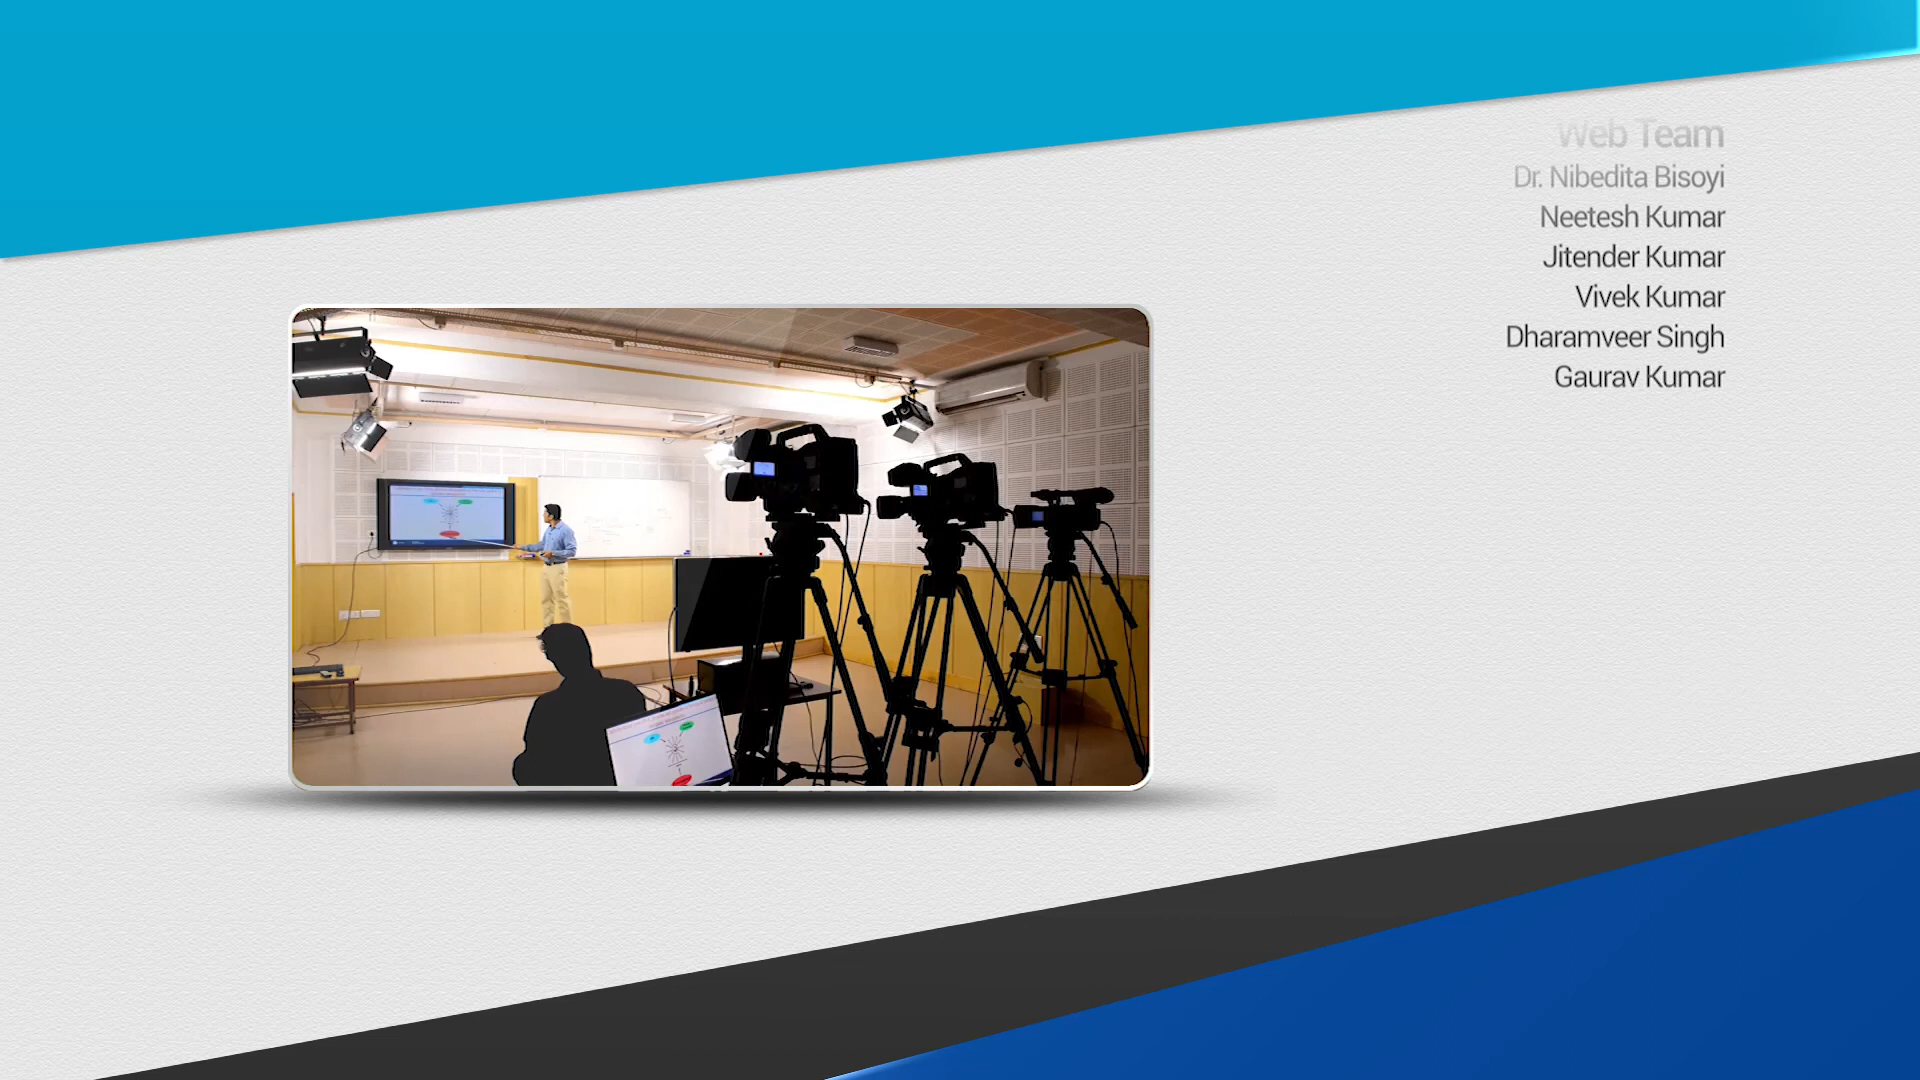 Web Team
Dr. Nibedita Bisoyi
Neetesh Kumar
Jitender Kumar
Vivek Kumar
Dharamveer Singh
Gaurav Kumar